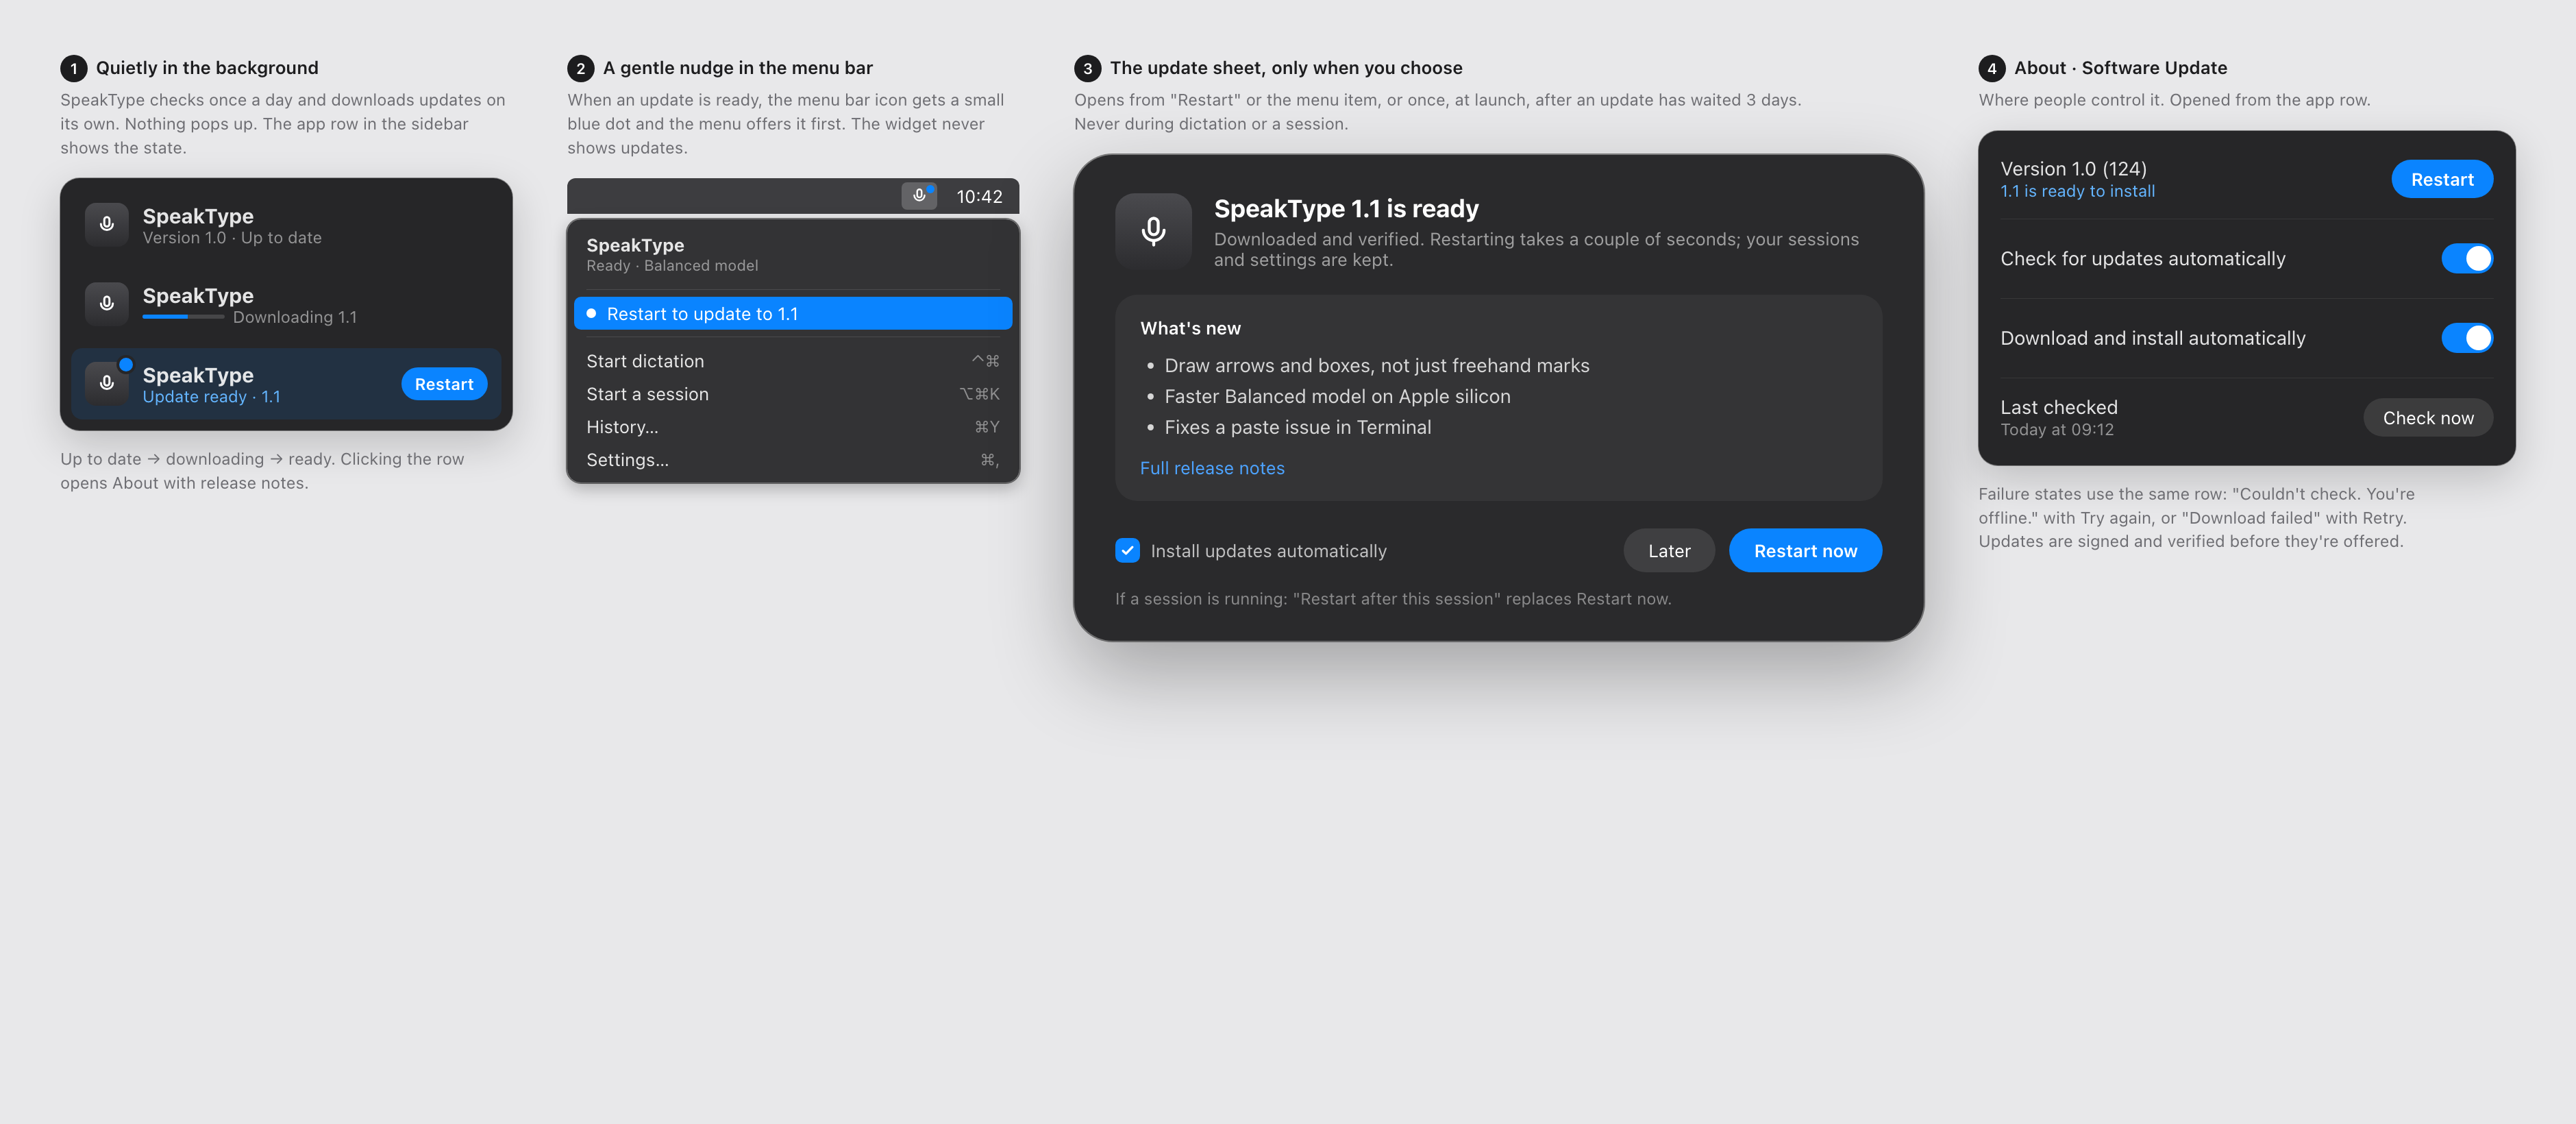 1 Quietly in the background
SpeakType checks once a day and downloads updates on
its own. Nothing pops up. The app row in the sidebar
shows the state.
SpeakType
Version 1.0 · Up to date
SpeakType
Downloading 1.1
SpeakType
Update ready · 1.1
Restart
Up to date → downloading → ready. Clicking the row
opens About with release notes.
2 A gentle nudge in the menu bar
When an update is ready, the menu bar icon gets a small
blue dot and the menu offers it first. The widget never
shows updates.
10:42
SpeakType
Ready · Balanced model
Restart to update to 1.1
Start dictation ⌃⌘
Start a session ⌥⌘K
History... ⌘Y
Settings... ⌘,
3 The update sheet, only when you choose
Opens from "Restart" or the menu item, or once, at launch, after an update has waited 3 days.
Never during dictation or a session.
SpeakType 1.1 is ready
Downloaded and verified. Restarting takes a couple of seconds; your sessions
and settings are kept.
What's new
• Draw arrows and boxes, not just freehand marks
• Faster Balanced model on Apple silicon
• Fixes a paste issue in Terminal
Full release notes
Install updates automatically
Later
Restart now
If a session is running: "Restart after this session" replaces Restart now.
4 About · Software Update
Where people control it. Opened from the app row.
Version 1.0 (124)
1.1 is ready to install
Restart
Check for updates automatically
Download and install automatically
Last checked
Today at 09:12
Check now
Failure states use the same row: "Couldn't check. You're
offline." with Try again, or "Download failed" with Retry.
Updates are signed and verified before they're offered.